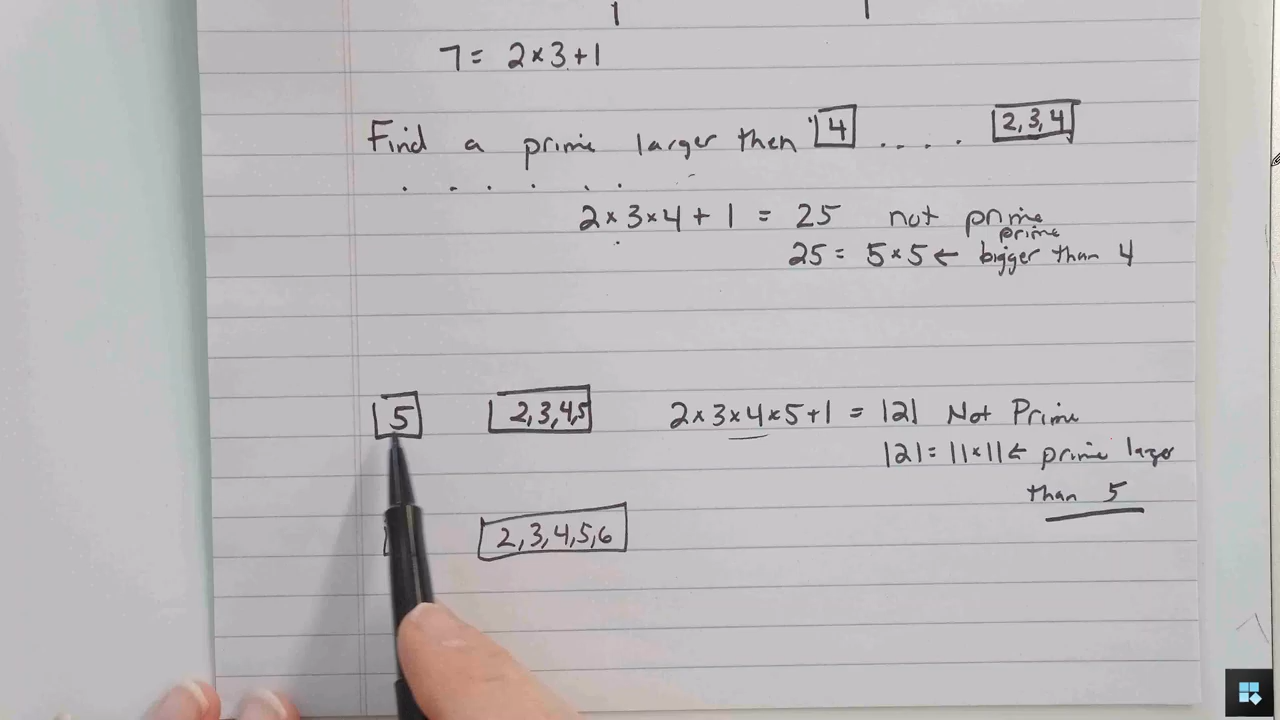 7 = 2×3+1
Find a prime larger then 4 .... 2,3,4
2×3×4+1 = 25 not prime
prime
25 = 5×5 ← bigger than 4
5 2,3,4,5 2×3×4×5+1 = 121 Not Prime
121 = 11×11 ← prime lager
than 5
2,3,4,5,6